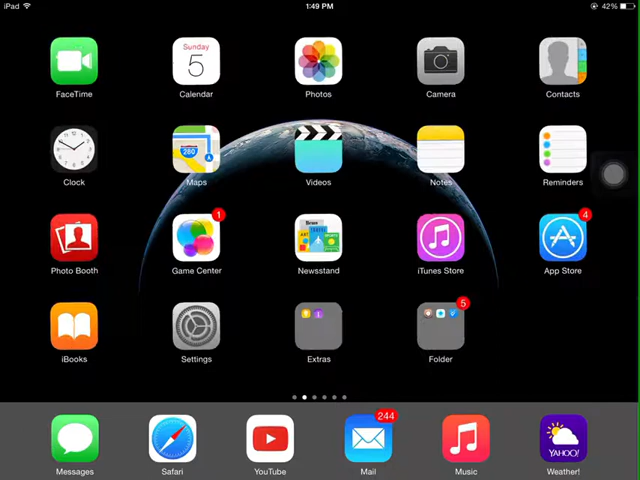 iPad 1:49 PM 42%
Sunday
5
FaceTime Calendar Photos Camera Contacts
280
Clock Maps Videos Notes Reminders
1 4
Photo Booth Game Center Newsstand iTunes Store App Store
5
iBooks Settings Extras Folder
244
YAHOO!
Messages Safari YouTube Mail Music Weather!